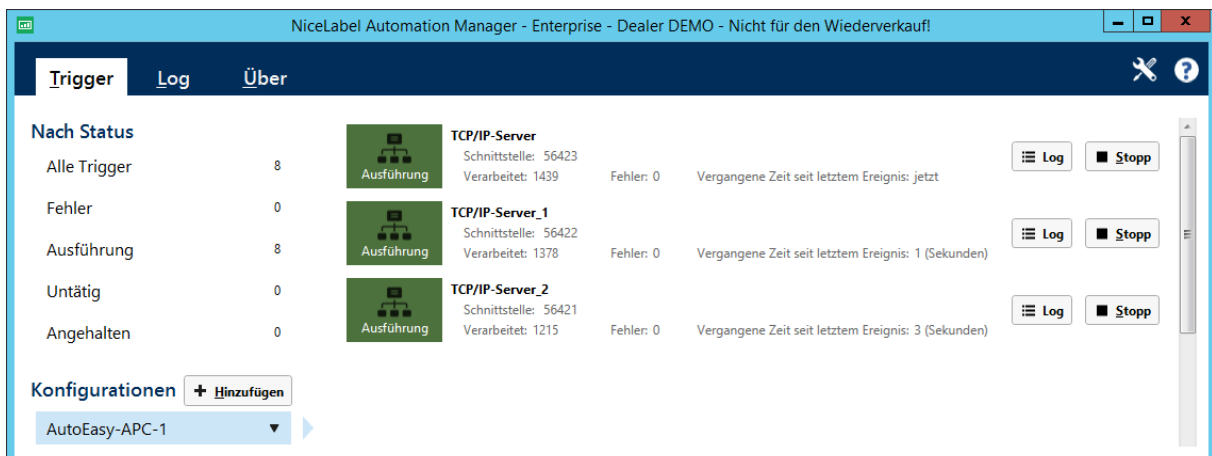 NiceLabel Automation Manager - Enterprise - Dealer DEMO - Nicht für den Wiederverkauf!
Trigger Log Über
Nach Status
Alle Trigger 8
Fehler 0
Ausführung 8
Untätig 0
Angehalten 0
Konfigurationen + Hinzufügen
AutoEasy-APC-1
Ausführung
TCP/IP-Server
Schnittstelle: 56423
Verarbeitet: 1439 Fehler: 0 Vergangene Zeit seit letztem Ereignis: jetzt
Log Stopp
Ausführung
TCP/IP-Server_1
Schnittstelle: 56422
Verarbeitet: 1378 Fehler: 0 Vergangene Zeit seit letztem Ereignis: 1 (Sekunden)
Log Stopp
Ausführung
TCP/IP-Server_2
Schnittstelle: 56421
Verarbeitet: 1215 Fehler: 0 Vergangene Zeit seit letztem Ereignis: 3 (Sekunden)
Log Stopp